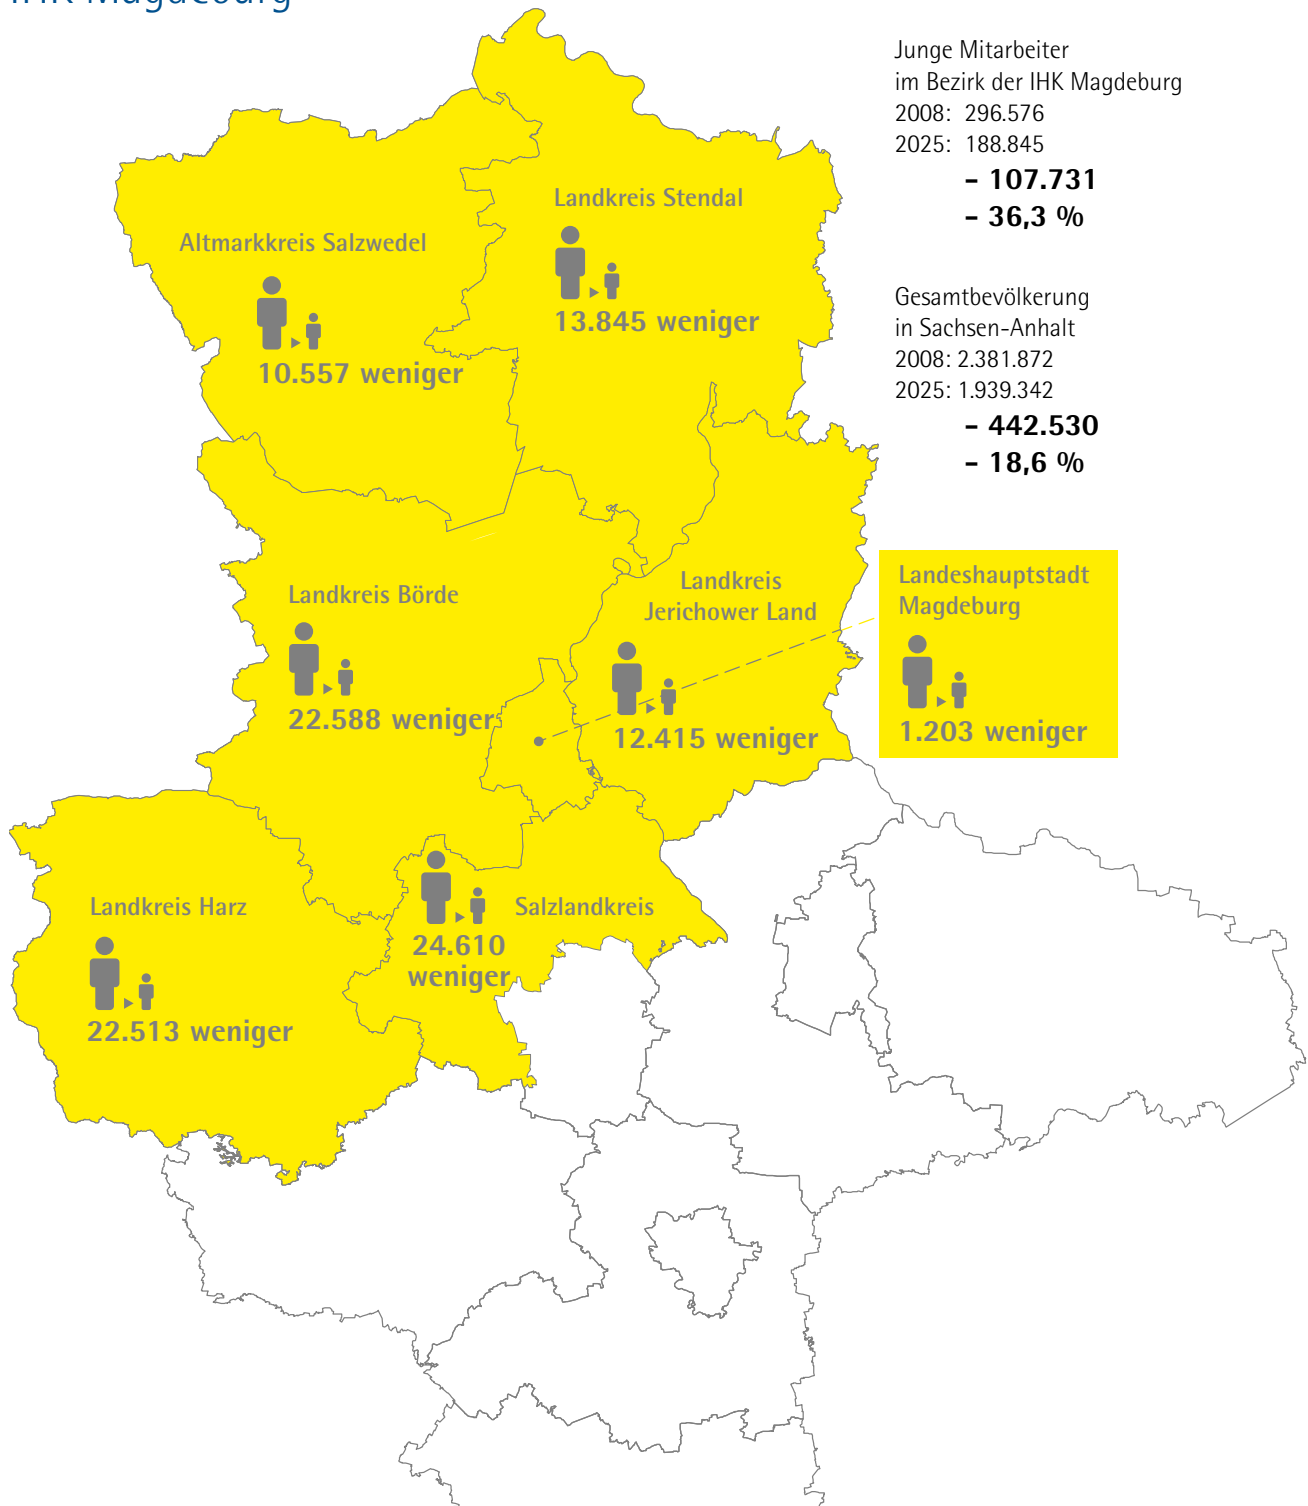 IHK Magdeburg
Junge Mitarbeiter
im Bezirk der IHK Magdeburg
2008: 296.576
2025: 188.845
- 107.731
- 36,3 %
Gesamtbevölkerung
in Sachsen-Anhalt
2008: 2.381.872
2025: 1.939.342
- 442.530
- 18,6 %
Landkreis Stendal
13.845 weniger
Altmarkkreis Salzwedel
10.557 weniger
Landkreis Börde
22.588 weniger
Landkreis
Jerichower Land
12.415 weniger
Landeshauptstadt
Magdeburg
1.203 weniger
Landkreis Harz
22.513 weniger
Salzlandkreis
24.610
weniger